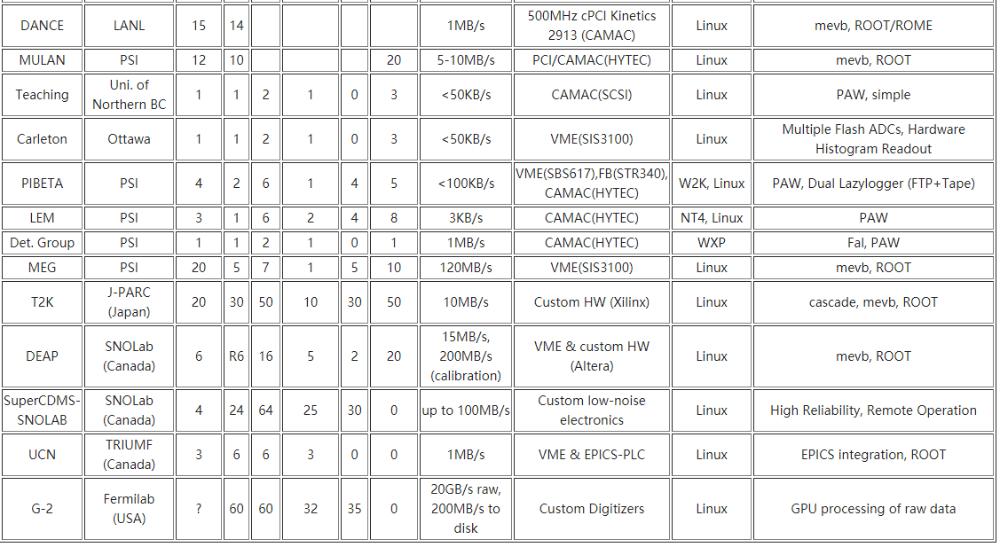 DANCE LANL 15 14 1MB/s 500MHz cPCI Kinetics 2913 (CAMAC) Linux mevb, ROOT/ROME
MULAN PSI 12 10 20 5-10MB/s PCI/CAMAC(HYTEC) Linux mevb, ROOT
Teaching Uni. of Northern BC 1 1 2 1 0 3 <50KB/s CAMAC(SCSI) Linux PAW, simple
Carleton Ottawa 1 1 2 1 0 3 <50KB/s VME(SIS3100) Linux Multiple Flash ADCs, Hardware Histogram Readout
PIBETA PSI 4 2 6 1 4 5 <100KB/s VME(SBS617),FB(STR340), CAMAC(HYTEC) W2K, Linux PAW, Dual Lazylogger (FTP+Tape)
LEM PSI 3 1 6 2 4 8 3KB/s CAMAC(HYTEC) NT4, Linux PAW
Det. Group PSI 1 1 2 1 0 1 1MB/s CAMAC(HYTEC) WXP Fal, PAW
MEG PSI 20 5 7 1 5 10 120MB/s VME(SIS3100) Linux mevb, ROOT
T2K J-PARC (Japan) 20 30 50 10 30 50 10MB/s Custom HW (Xilinx) Linux cascade, mevb, ROOT
DEAP SNOLab (Canada) 6 R6 16 5 2 20 15MB/s, 200MB/s (calibration) VME & custom HW (Altera) Linux mevb, ROOT
SuperCDMS-SNOLAB SNOLab (Canada) 4 24 64 25 30 0 up to 100MB/s Custom low-noise electronics Linux High Reliability, Remote Operation
UCN TRIUMF (Canada) 3 6 6 3 0 0 1MB/s VME & EPICS-PLC Linux EPICS integration, ROOT
G-2 Fermilab (USA) ? 60 60 32 35 0 20GB/s raw, 200MB/s to disk Custom Digitizers Linux GPU processing of raw data